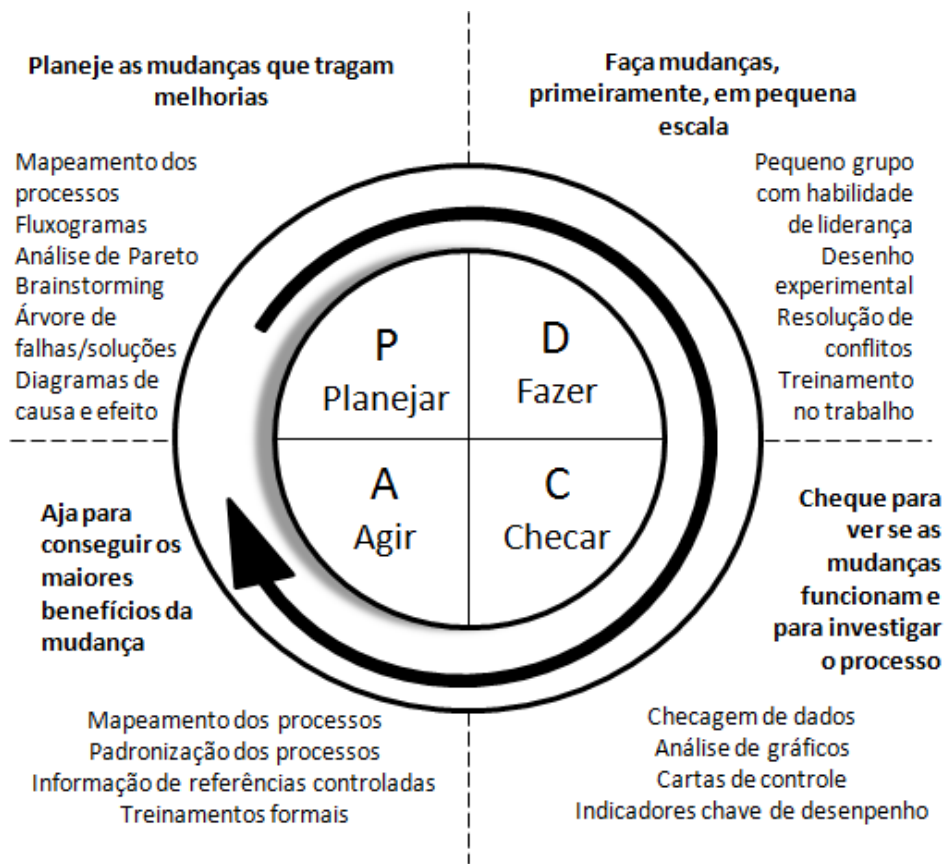 Planeje as mudanças que tragam
melhorias
Mapeamento dos
processos
Fluxogramas
Análise de Pareto
Brainstorming
Árvore de
falhas/soluções
Diagramas de
causa e efeito
Faça mudanças,
primeiramente, em pequena
escala
Pequeno grupo
com habilidade
de liderança
Desenho
experimental
Resolução de
conflitos
Treinamento
no trabalho
P
Planejar
D
Fazer
A
Agir
C
Checar
Aja para
conseguir os
maiores
benefícios da
mudança
Mapeamento dos processos
Padronização dos processos
Informação de referências controladas
Treinamentos formais
Cheque para
ver se as
mudanças
funcionam e
para investigar
o processo
Checagem de dados
Análise de gráficos
Cartas de controle
Indicadores chave de desenpenho